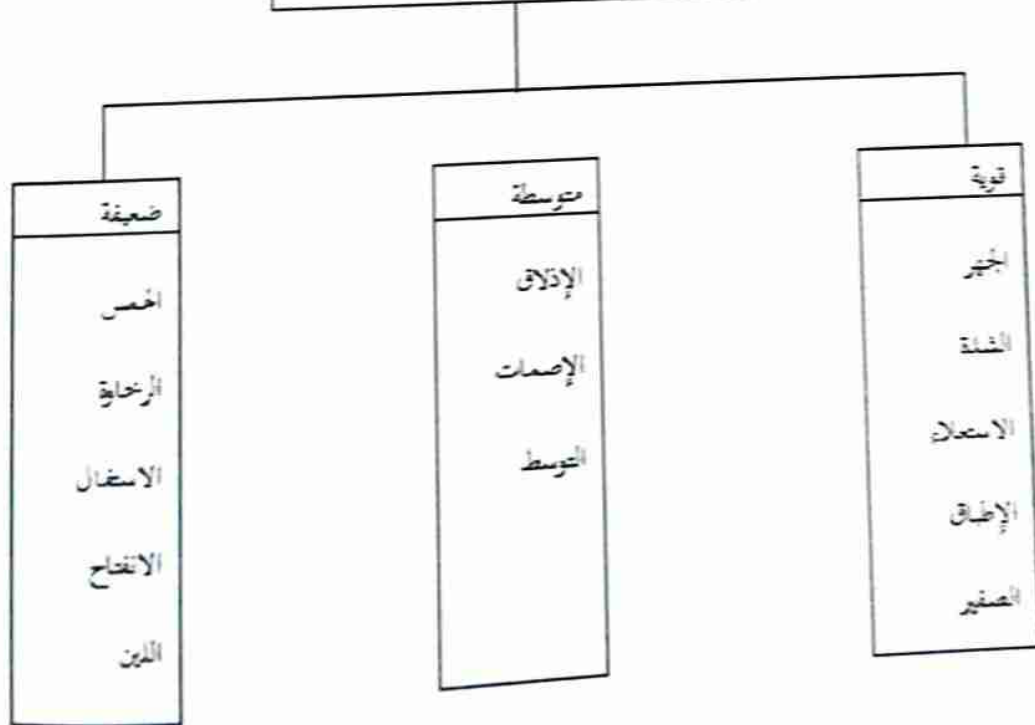 قوية
الجهر
الشدة
الاستعلاء
الإطباق
الصفير
متوسطة
الإذلاق
الإصمات
التوسط
ضعيفة
الهمس
الرخاوة
الاستفال
الانفتاح
اللين